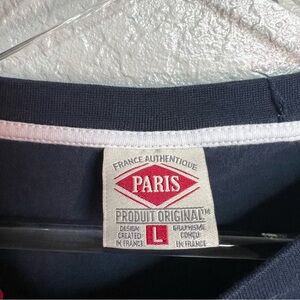 FRANCE AUTHENTIQUE
PARIS
PRODUIT ORIGINAL™
DESIGN CREATED IN FRANCE
L
GRAPHISME CONÇU EN FRANCE